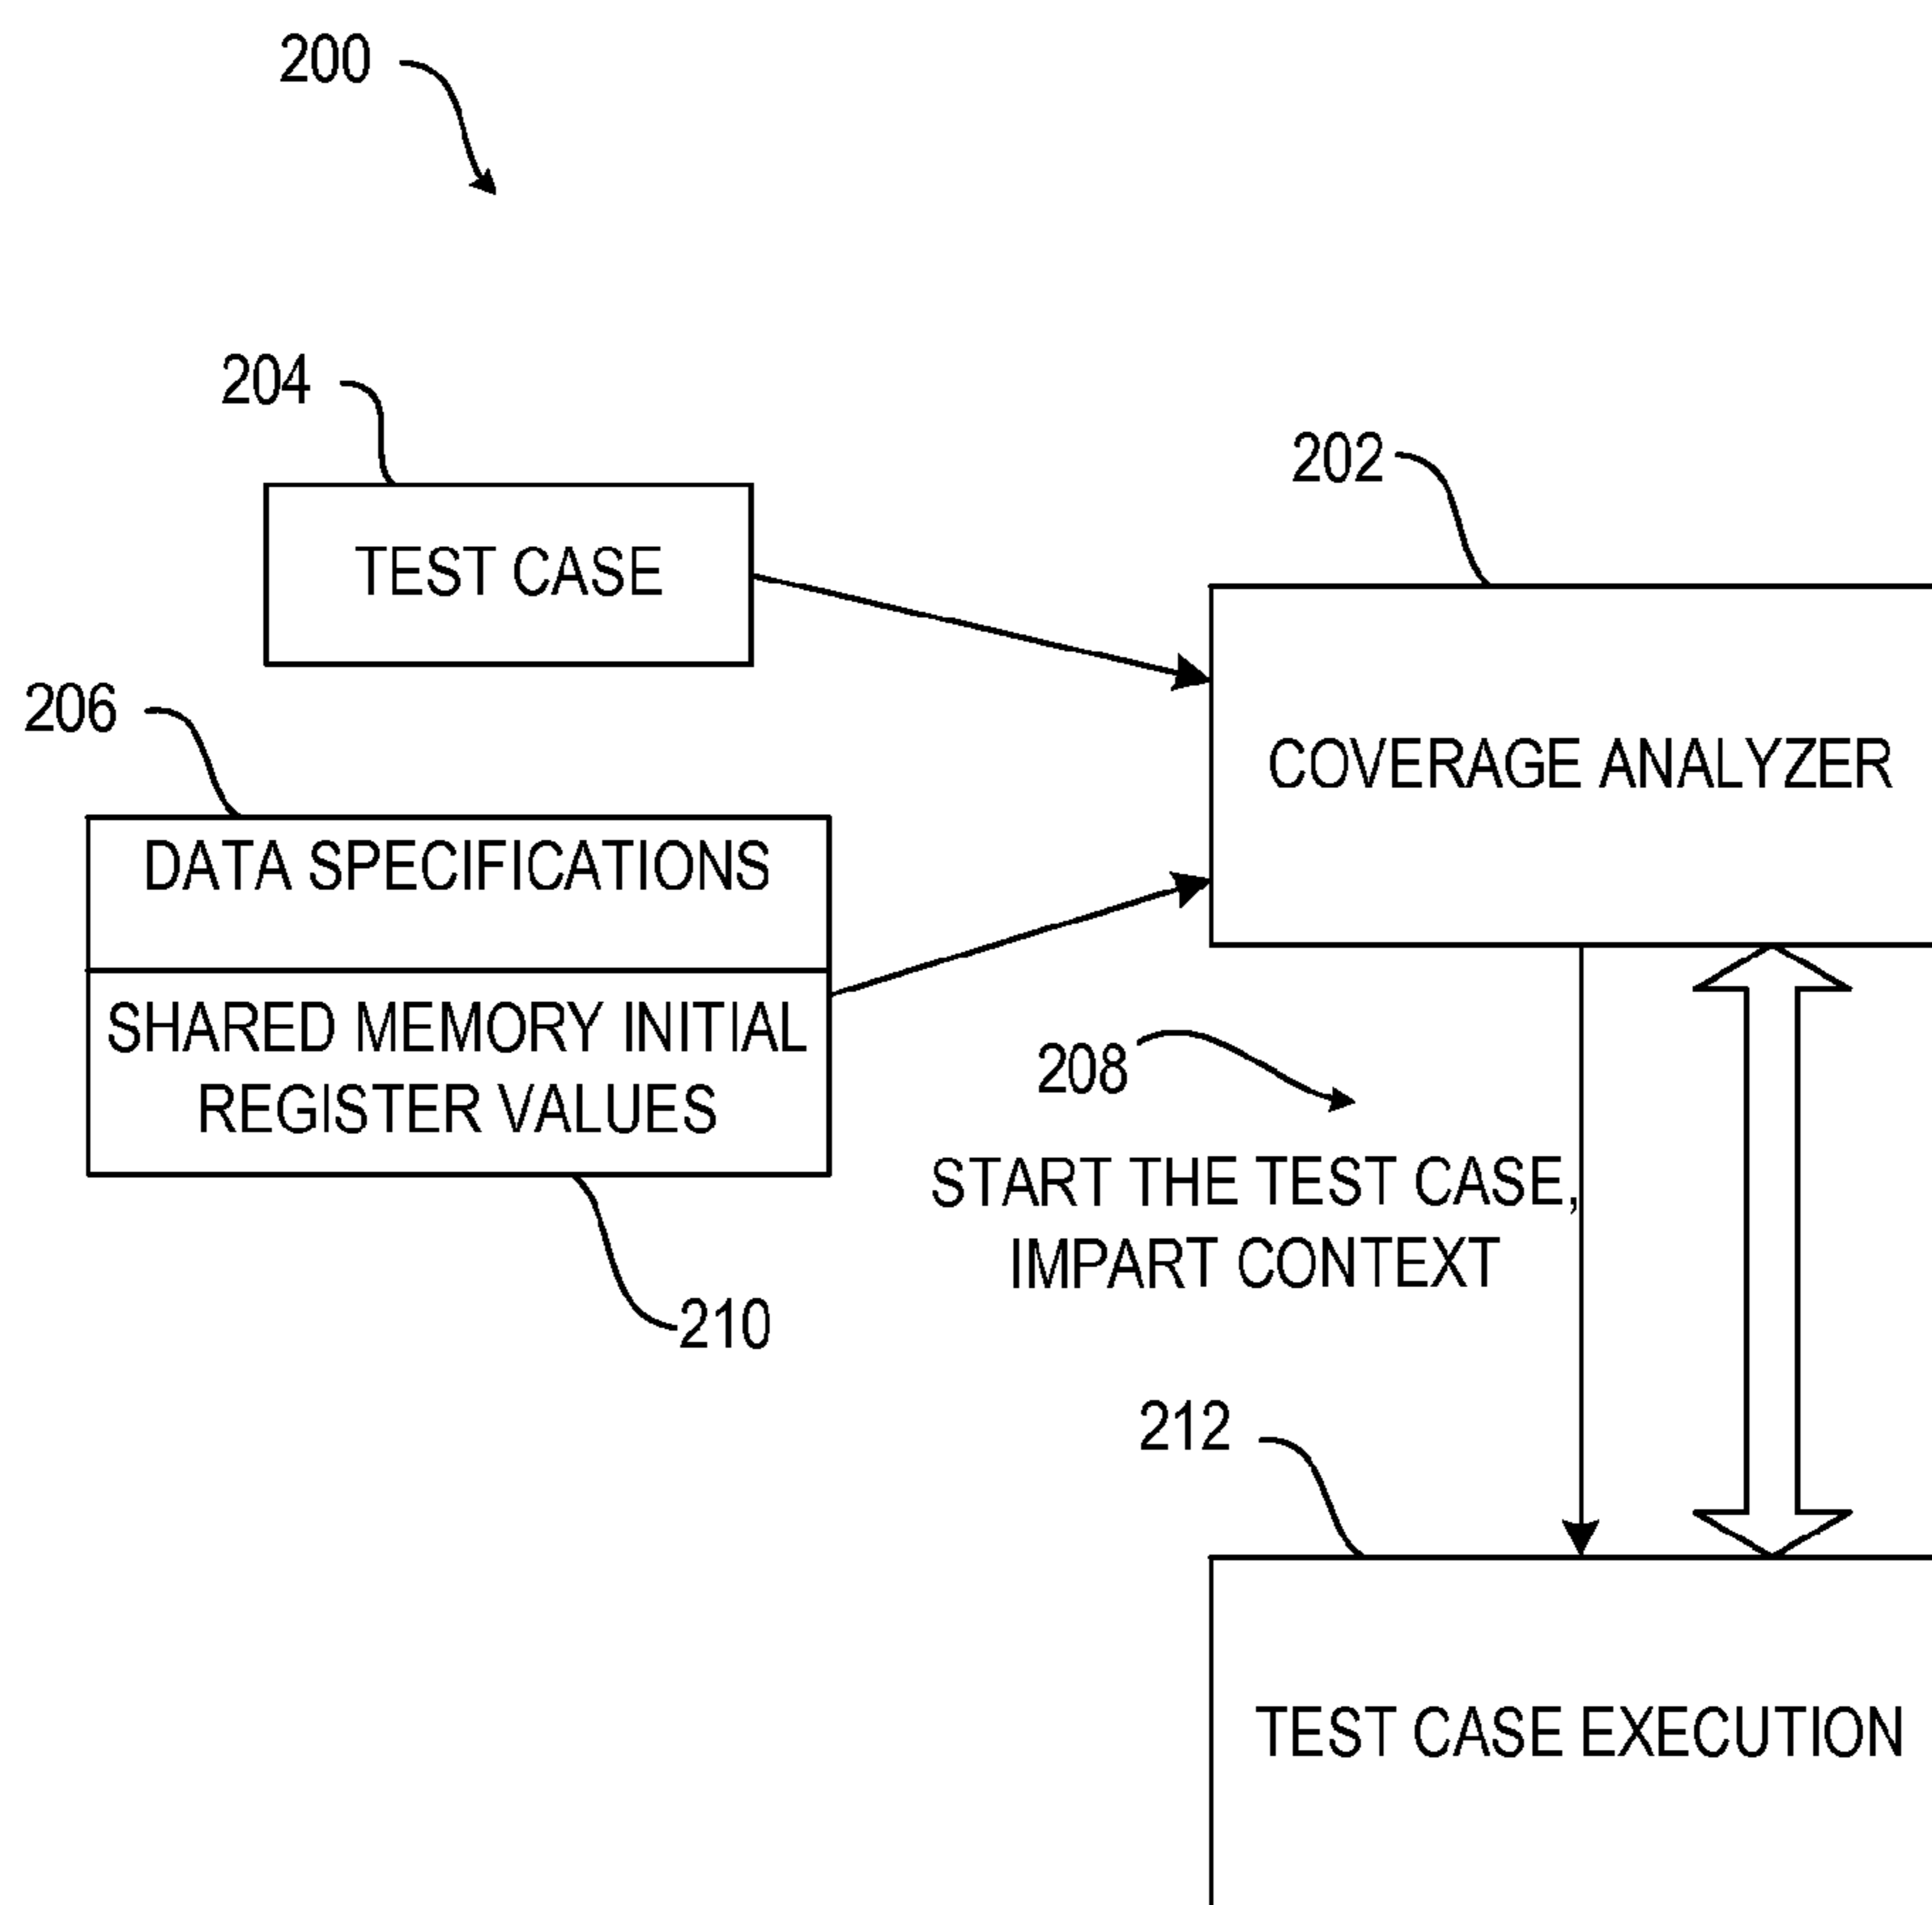 200
204
202
TEST CASE
206
COVERAGE ANALYZER
DATA SPECIFICATIONS
SHARED MEMORY INITIAL
REGISTER VALUES
208
START THE TEST CASE,
IMPART CONTEXT
210
212
TEST CASE EXECUTION